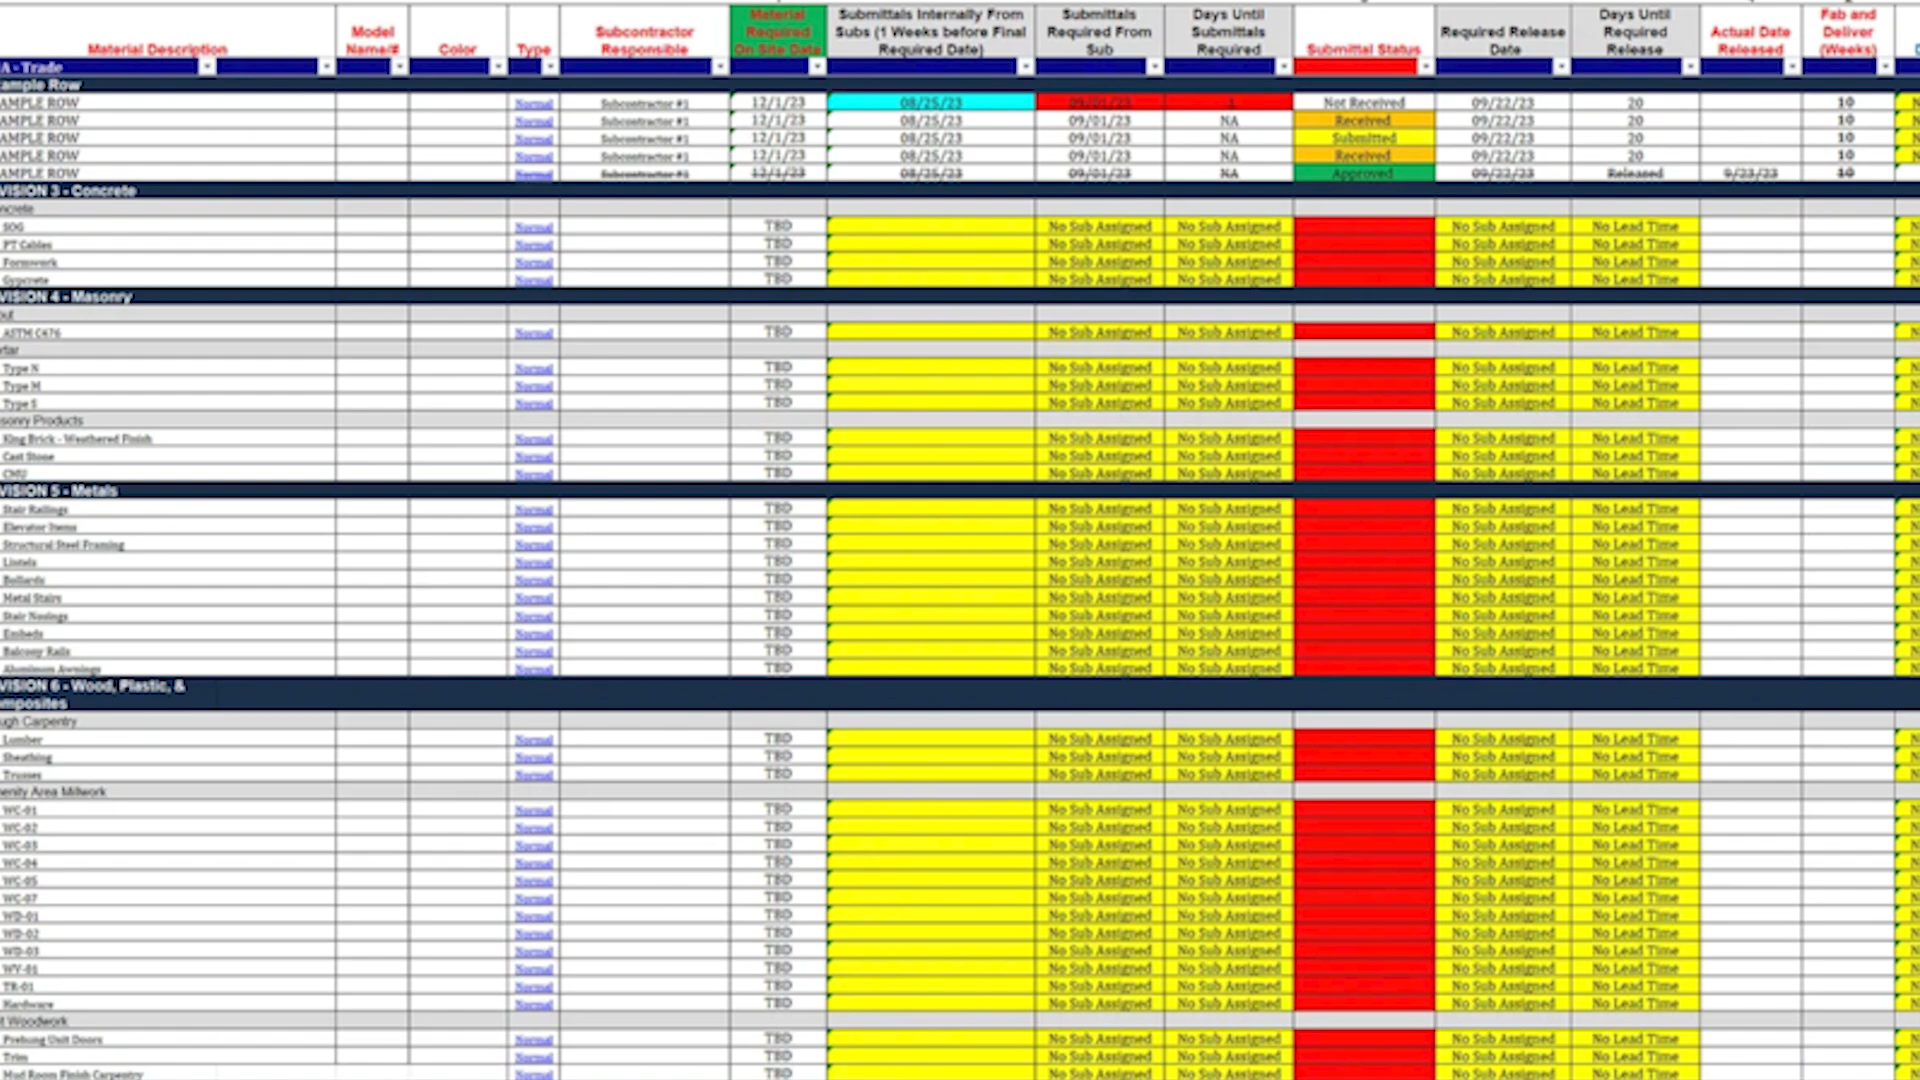 Material Description Model Name/# Color Type Subcontractor Responsible Material Required On Site Date Submittals Internally From Subs (1 Weeks before Final Required Date) Submittals Required From Sub Days Until Submittals Required Submittal Status Required Release Date Days Until Required Release Actual Date Released Fab and Deliver (Weeks)
A - Trade
ample Row
AMPLE ROW Normal Subcontractor #1 12/1/23 08/25/23 09/01/23 1 Not Received 09/22/23 20 10
AMPLE ROW Normal Subcontractor #1 12/1/23 08/25/23 09/01/23 NA Received 09/22/23 20 10
AMPLE ROW Normal Subcontractor #1 12/1/23 08/25/23 09/01/23 NA Submitted 09/22/23 20 10
AMPLE ROW Normal Subcontractor #1 12/1/23 08/25/23 09/01/23 NA Received 09/22/23 20 10
AMPLE ROW Normal Subcontractor #1 12/1/23 08/25/23 09/01/23 NA Approved 09/22/23 Released 9/23/23 10
VISION 3 - Concrete
ncrete
SOG Normal TBD No Sub Assigned No Sub Assigned No Sub Assigned No Lead Time
PT Cables Normal TBD No Sub Assigned No Sub Assigned No Sub Assigned No Lead Time
Formwork Normal TBD No Sub Assigned No Sub Assigned No Sub Assigned No Lead Time
Gypcrete Normal TBD No Sub Assigned No Sub Assigned No Sub Assigned No Lead Time
VISION 4 - Masonry
out
ASTM C476 Normal TBD No Sub Assigned No Sub Assigned No Sub Assigned No Lead Time
rtar
Type N Normal TBD No Sub Assigned No Sub Assigned No Sub Assigned No Lead Time
Type M Normal TBD No Sub Assigned No Sub Assigned No Sub Assigned No Lead Time
Type S Normal TBD No Sub Assigned No Sub Assigned No Sub Assigned No Lead Time
sonry Products
King Brick - Weathered Finish Normal TBD No Sub Assigned No Sub Assigned No Sub Assigned No Lead Time
Cast Stone Normal TBD No Sub Assigned No Sub Assigned No Sub Assigned No Lead Time
CMU Normal TBD No Sub Assigned No Sub Assigned No Sub Assigned No Lead Time
VISION 5 - Metals
Stair Railings Normal TBD No Sub Assigned No Sub Assigned No Sub Assigned No Lead Time
Elevator Items Normal TBD No Sub Assigned No Sub Assigned No Sub Assigned No Lead Time
Structural Steel Framing Normal TBD No Sub Assigned No Sub Assigned No Sub Assigned No Lead Time
Lintels Normal TBD No Sub Assigned No Sub Assigned No Sub Assigned No Lead Time
Bollards Normal TBD No Sub Assigned No Sub Assigned No Sub Assigned No Lead Time
Metal Stairs Normal TBD No Sub Assigned No Sub Assigned No Sub Assigned No Lead Time
Stair Nosings Normal TBD No Sub Assigned No Sub Assigned No Sub Assigned No Lead Time
Embeds Normal TBD No Sub Assigned No Sub Assigned No Sub Assigned No Lead Time
Balcony Rails Normal TBD No Sub Assigned No Sub Assigned No Sub Assigned No Lead Time
Aluminum Awnings Normal TBD No Sub Assigned No Sub Assigned No Sub Assigned No Lead Time
VISION 6 - Wood, Plastic, &
mposites
ugh Carpentry
Lumber Normal TBD No Sub Assigned No Sub Assigned No Sub Assigned No Lead Time
Sheathing Normal TBD No Sub Assigned No Sub Assigned No Sub Assigned No Lead Time
Trusses Normal TBD No Sub Assigned No Sub Assigned No Sub Assigned No Lead Time
enity Area Millwork
WC-01 Normal TBD No Sub Assigned No Sub Assigned No Sub Assigned No Lead Time
WC-02 Normal TBD No Sub Assigned No Sub Assigned No Sub Assigned No Lead Time
WC-03 Normal TBD No Sub Assigned No Sub Assigned No Sub Assigned No Lead Time
WC-04 Normal TBD No Sub Assigned No Sub Assigned No Sub Assigned No Lead Time
WC-05 Normal TBD No Sub Assigned No Sub Assigned No Sub Assigned No Lead Time
WC-07 Normal TBD No Sub Assigned No Sub Assigned No Sub Assigned No Lead Time
WD-01 Normal TBD No Sub Assigned No Sub Assigned No Sub Assigned No Lead Time
WD-02 Normal TBD No Sub Assigned No Sub Assigned No Sub Assigned No Lead Time
WD-03 Normal TBD No Sub Assigned No Sub Assigned No Sub Assigned No Lead Time
WV-01 Normal TBD No Sub Assigned No Sub Assigned No Sub Assigned No Lead Time
TR-01 Normal TBD No Sub Assigned No Sub Assigned No Sub Assigned No Lead Time
Hardware Normal TBD No Sub Assigned No Sub Assigned No Sub Assigned No Lead Time
t Woodwork
Prehung Unit Doors Normal TBD No Sub Assigned No Sub Assigned No Sub Assigned No Lead Time
Trim Normal TBD No Sub Assigned No Sub Assigned No Sub Assigned No Lead Time
Mud Room Finish Carpentry Normal TBD No Sub Assigned No Sub Assigned No Sub Assigned No Lead Time